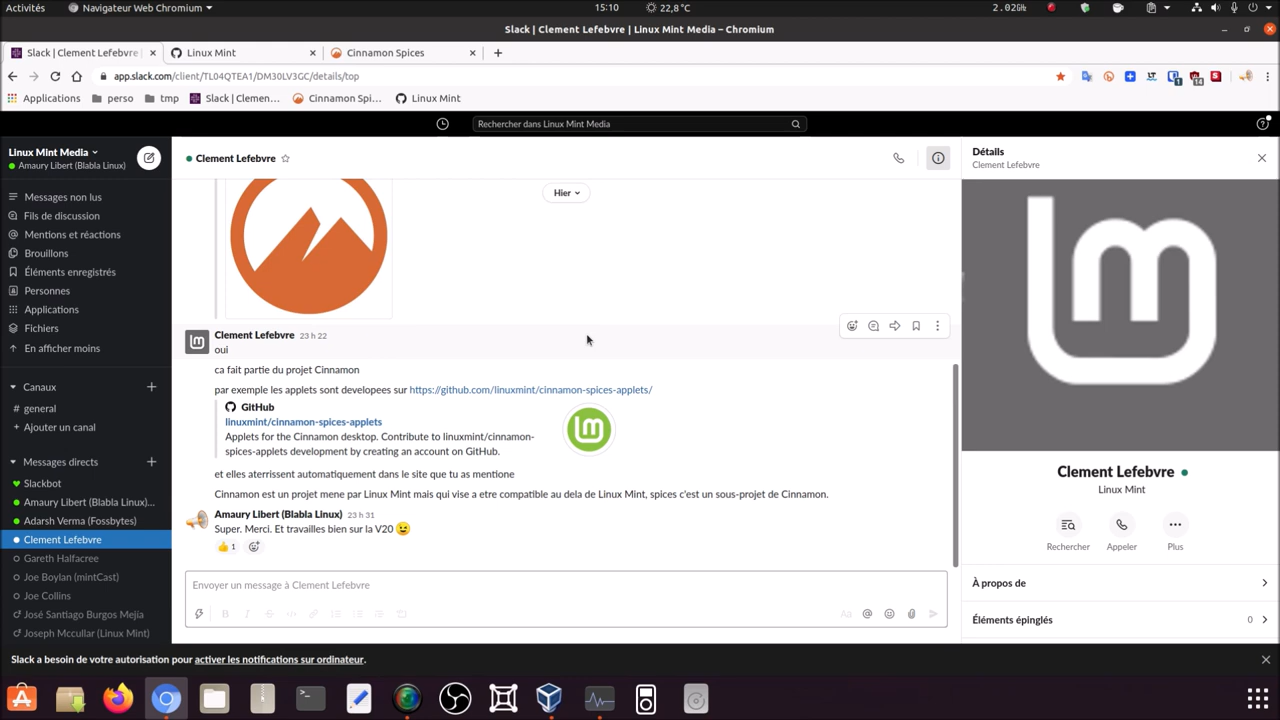 Activités
Navigateur Web Chromium
15:10
22,8 °C
2.02GHz
Slack | Clement Lefebvre | Linux Mint Media – Chromium
Slack | Clement Lefebvre |
Linux Mint
Cinnamon Spices
app.slack.com/client/TL04QTEA1/DM30LV3GC/details/top
Applications
perso
tmp
Slack | Clemen…
Cinnamon Spi…
Linux Mint
Rechercher dans Linux Mint Media
Linux Mint Media
Amaury Libert (Blabla Linux)
Messages non lus
Fils de discussion
Mentions et réactions
Brouillons
Éléments enregistrés
Personnes
Applications
Fichiers
En afficher moins
Canaux
# general
Ajouter un canal
Messages directs
Slackbot
Amaury Libert (Blabla Linux)…
Adarsh Verma (Fossbytes)
Clement Lefebvre
Gareth Halfacree
Joe Boylan (mintCast)
Joe Collins
José Santiago Burgos Mejía
Joseph Mccullar (Linux Mint)
Clement Lefebvre
Hier
Clement Lefebvre 23 h 22
oui
ca fait partie du projet Cinnamon
par exemple les applets sont developees sur https://github.com/linuxmint/cinnamon-spices-applets/
GitHub
linuxmint/cinnamon-spices-applets
Applets for the Cinnamon desktop. Contribute to linuxmint/cinnamon-
spices-applets development by creating an account on GitHub.
et elles aterrissent automatiquement dans le site que tu as mentione
Cinnamon est un projet mene par Linux Mint mais qui vise a etre compatible au dela de Linux Mint, spices c'est un sous-projet de Cinnamon.
Amaury Libert (Blabla Linux) 23 h 31
Super. Merci. Et travailles bien sur la V20 😉
👍 1
Envoyer un message à Clement Lefebvre
Détails
Clement Lefebvre
Clement Lefebvre
Linux Mint
Rechercher
Appeler
Plus
À propos de
Éléments épinglés 0
Slack a besoin de votre autorisation pour activer les notifications sur ordinateur.